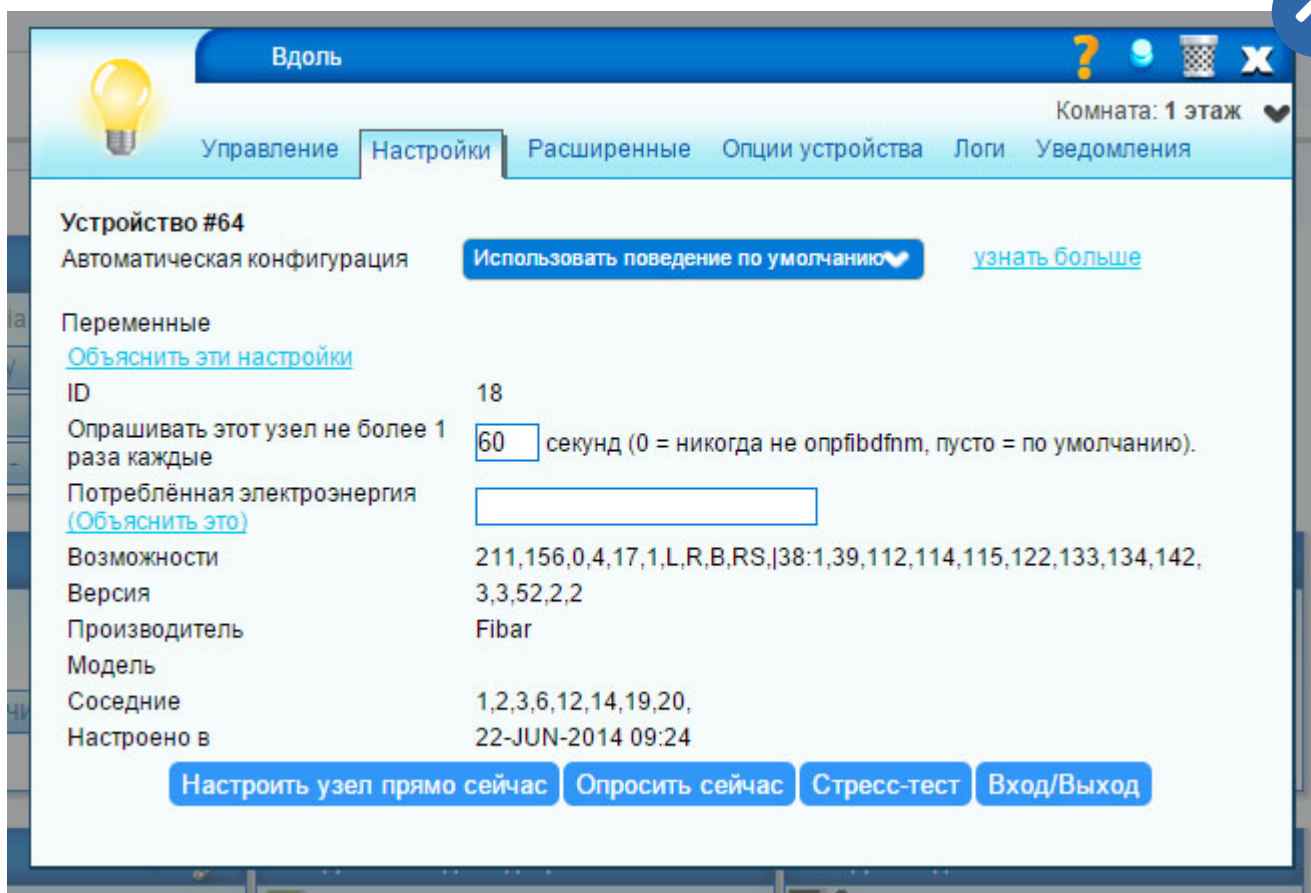 Вдоль
Комната: 1 этаж
Управление Настройки Расширенные Опции устройства Логи Уведомления
Устройство #64
Автоматическая конфигурация Использовать поведение по умолчанию узнать больше
Переменные
Объяснить эти настройки
ID 18
Опрашивать этот узел не более 1
раза каждые 60 секунд (0 = никогда не опрfibdfnm, пусто = по умолчанию).
Потреблённая электроэнергия
(Объяснить это)
Возможности 211,156,0,4,17,1,L,R,B,RS,|38:1,39,112,114,115,122,133,134,142,
Версия 3,3,52,2,2
Производитель Fibar
Модель
Соседние 1,2,3,6,12,14,19,20,
Настроено в 22-JUN-2014 09:24
Настроить узел прямо сейчас Опросить сейчас Стресс-тест Вход/Выход